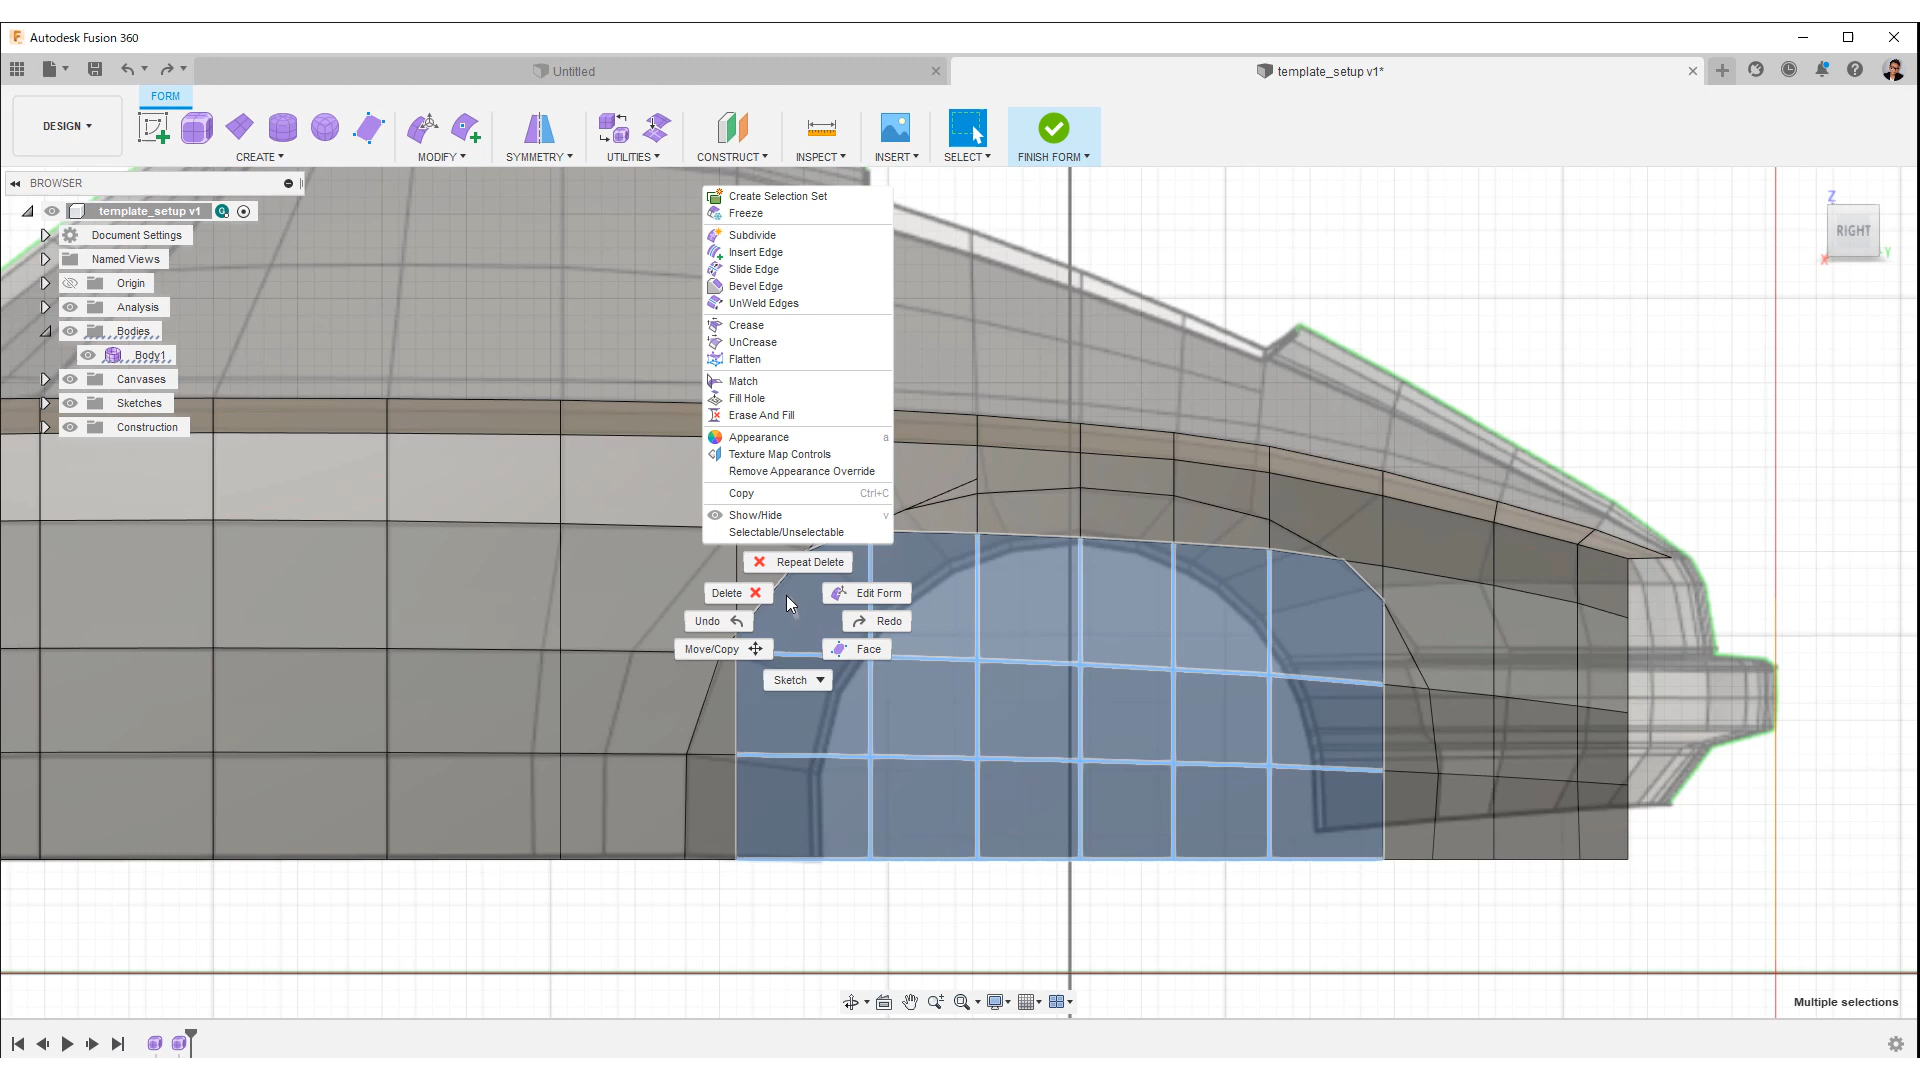 Autodesk Fusion 360
Untitled
template_setup v1*
FORM
DESIGN
CREATE
MODIFY
SYMMETRY
UTILITIES
CONSTRUCT
INSPECT
INSERT
SELECT
FINISH FORM
BROWSER
template_setup v1
Document Settings
Named Views
Origin
Analysis
Bodies
Body1
Canvases
Sketches
Construction
Create Selection Set
Freeze
Subdivide
Insert Edge
Slide Edge
Bevel Edge
UnWeld Edges
Crease
UnCrease
Flatten
Match
Fill Hole
Erase And Fill
Appearance a
Texture Map Controls
Remove Appearance Override
Copy Ctrl+C
Show/Hide v
Selectable/Unselectable
Repeat Delete
Delete
Edit Form
Undo
Redo
Move/Copy
Face
Sketch
Z
RIGHT
X
Y
Multiple selections